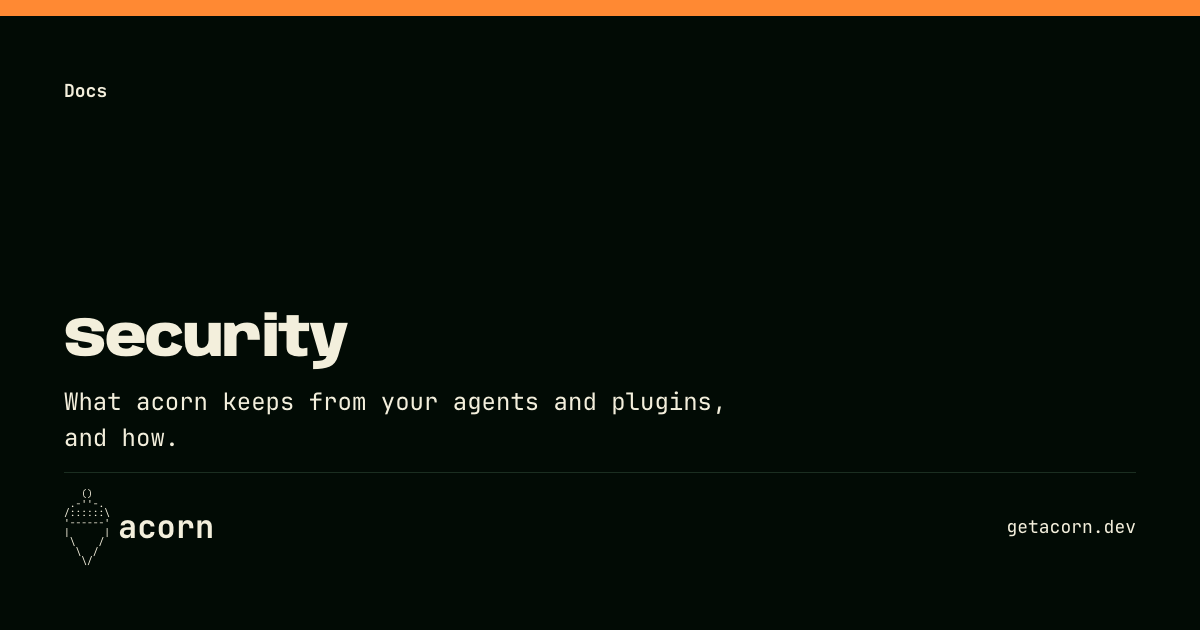 Docs
Security
What acorn keeps from your agents and plugins,
and how.
acorn
getacorn.dev